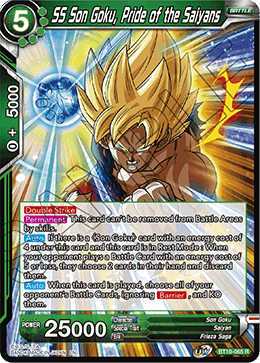 BATTLE
5 SS Son Goku, Pride of the Saiyans
+ 5000
Double Strike
Permanent This card can't be removed from Battle Areas
by skills.
Auto If there is a <Son Goku> card with an energy cost of
4 under this card and this card is in Rest Mode: When
your opponent plays a Battle Card with an energy cost of 5
or less, they choose 2 cards in their hand and discard
them.
Auto When this card is played, choose all of your
opponent's Battle Cards, ignoring Barrier, and KO
them.
POWER 25000
Character Son Goku
Special Trait Saiyan
Era Frieza Saga
BT10-065 R